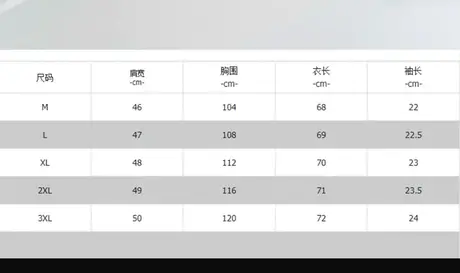 尺码 肩宽 胸围 衣长 袖长
-cm- -cm- -cm- -cm-
M 46 104 68 22
L 47 108 69 22.5
XL 48 112 70 23
2XL 49 116 71 23.5
3XL 50 120 72 24